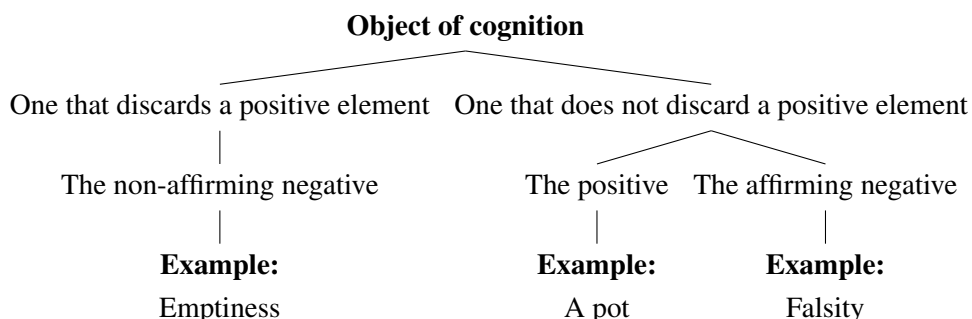 Object of cognition
One that discards a positive element One that does not discard a positive element
The non-affirming negative The positive The affirming negative
Example: Example: Example:
Emptiness A pot Falsity